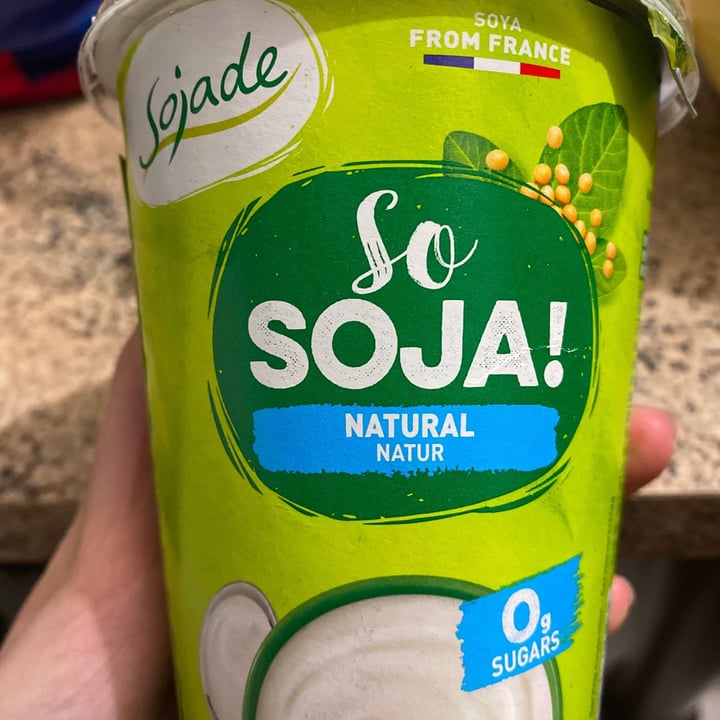 Sojade
SOYA
FROM FRANCE
So
SOJA!
NATURAL
NATUR
0g
SUGARS